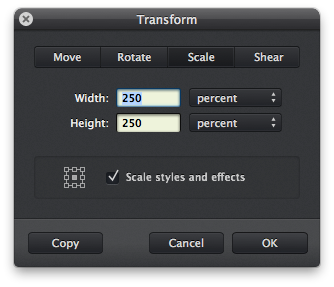 Transform
Move Rotate Scale Shear
Width: 250 percent
Height: 250 percent
Scale styles and effects
Copy Cancel OK